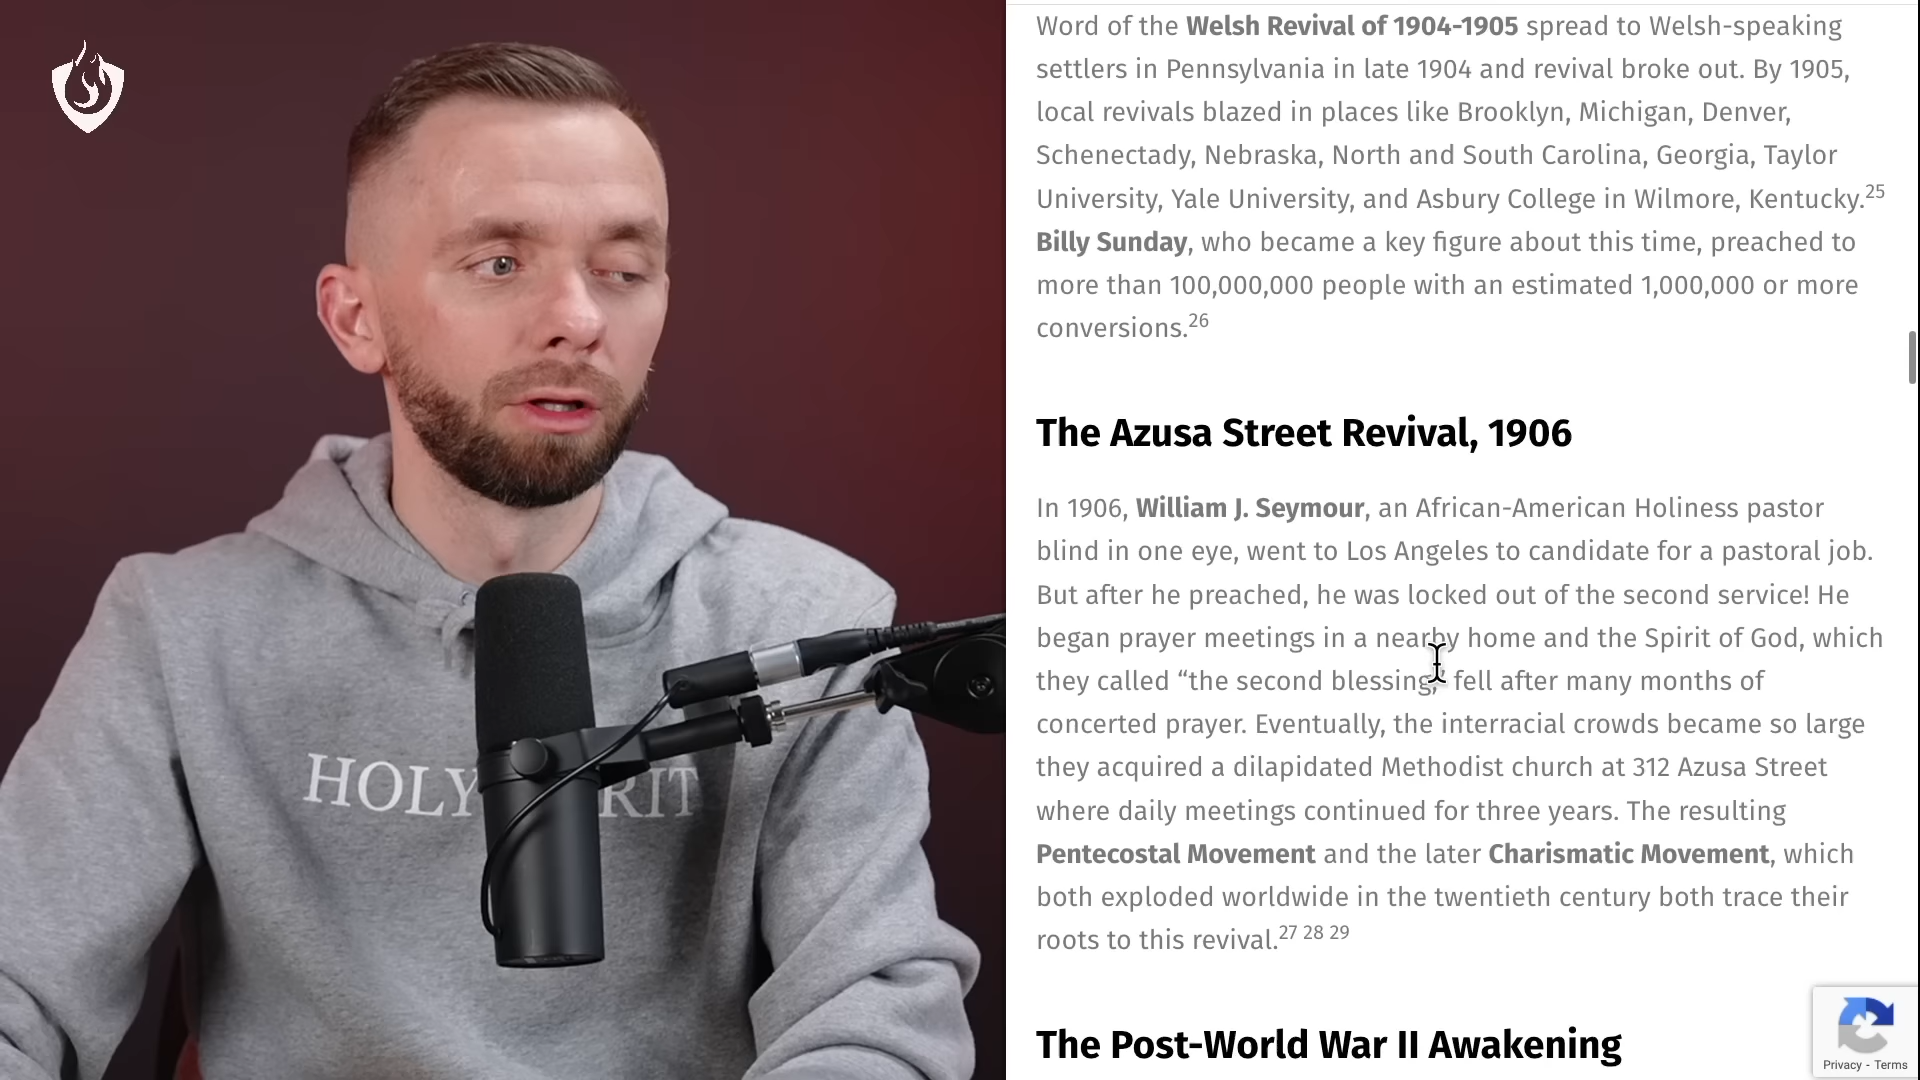 Word of the Welsh Revival of 1904-1905 spread to Welsh-speaking
settlers in Pennsylvania in late 1904 and revival broke out. By 1905,
local revivals blazed in places like Brooklyn, Michigan, Denver,
Schenectady, Nebraska, North and South Carolina, Georgia, Taylor
University, Yale University, and Asbury College in Wilmore, Kentucky.25
Billy Sunday, who became a key figure about this time, preached to
more than 100,000,000 people with an estimated 1,000,000 or more
conversions.26
The Azusa Street Revival, 1906
In 1906, William J. Seymour, an African-American Holiness pastor
blind in one eye, went to Los Angeles to candidate for a pastoral job.
But after he preached, he was locked out of the second service! He
began prayer meetings in a nearby home and the Spirit of God, which
they called “the second blessing,” fell after many months of
concerted prayer. Eventually, the interracial crowds became so large
they acquired a dilapidated Methodist church at 312 Azusa Street
where daily meetings continued for three years. The resulting
Pentecostal Movement and the later Charismatic Movement, which
both exploded worldwide in the twentieth century both trace their
roots to this revival.27 28 29
The Post-World War II Awakening
Privacy - Terms
HOLY RIT